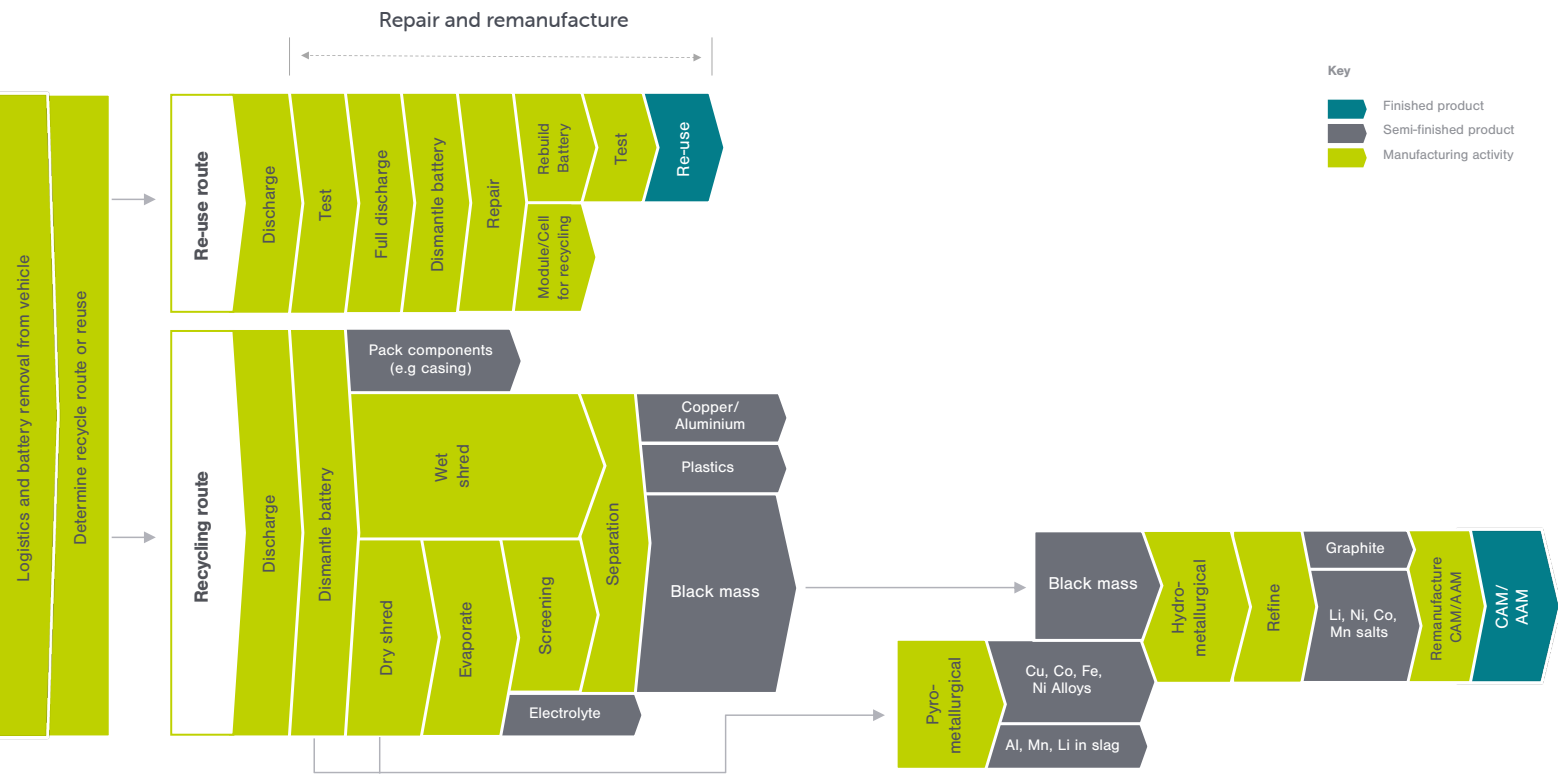 Repair and remanufacture
Key
Finished product
Semi-finished product
Manufacturing activity
Logistics and battery removal from vehicle
Determine recycle route or reuse
Re-use route
Discharge
Test
Full discharge
Dismantle battery
Repair
Rebuild
Battery
Module/Cell
for recycling
Test
Re-use
Recycling route
Discharge
Dismantle battery
Pack components
(e.g casing)
Wet
shred
Dry shred
Evaporate
Screening
Electrolyte
Separation
Copper/
Aluminium
Plastics
Black mass
Pyro-
metallurgical
Black mass
Cu, Co, Fe,
Ni Alloys
Al, Mn, Li in slag
Hydro-
metallurgical
Refine
Graphite
Li, Ni, Co,
Mn salts
Remanufacture
CAM/AAM
CAM/
AAM